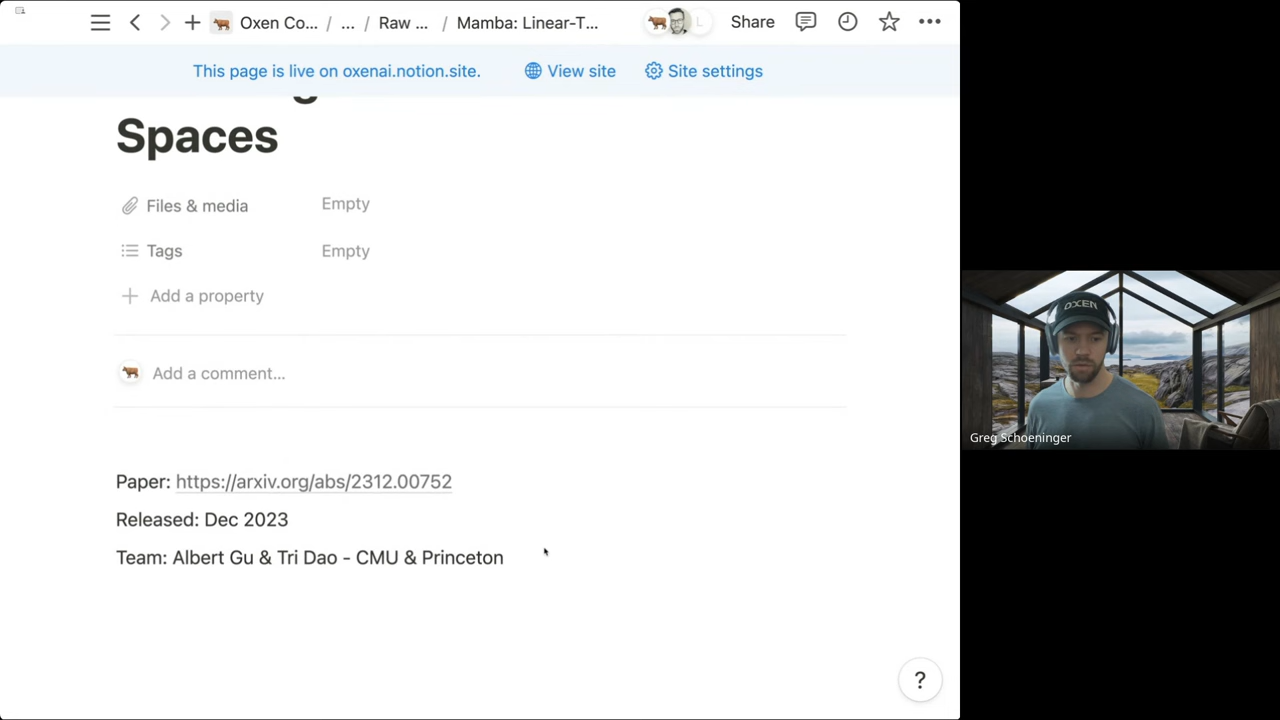 Oxen Co... / ... / Raw ... / Mamba: Linear-T... L Share
This page is live on oxenai.notion.site. View site Site settings
Spaces
Files & media Empty
Tags Empty
Add a property
Add a comment...
OXEN
Greg Schoeninger
Paper: https://arxiv.org/abs/2312.00752
Released: Dec 2023
Team: Albert Gu & Tri Dao - CMU & Princeton
?